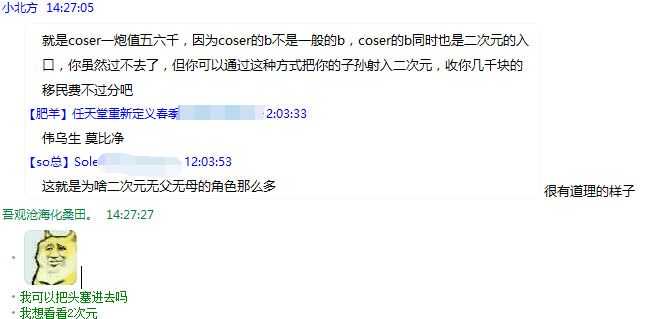 小北方 14:27:05
就是coser一炮值五六千，因为coser的b不是一般的b，coser的b同时也是二次元的入
口，你虽然过不去了，但你可以通过这种方式把你的子孙射入二次元，收你几千块的
移民费不过分吧
【肥羊】任天堂重新定义春季 2:03:33
伟乌生 莫比净
【so总】Sole 12:03:53
这就是为啥二次元无父无母的角色那么多
很有道理的样子
吾观沧海化桑田。 14:27:27
我可以把头塞进去吗
我想看看2次元